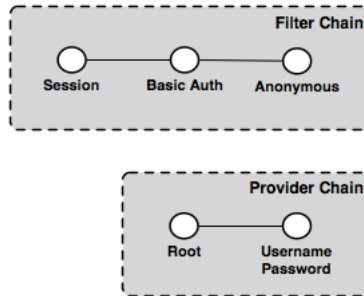 Filter Chain
Session
Basic Auth
Anonymous
Provider Chain
Root
Username
Password